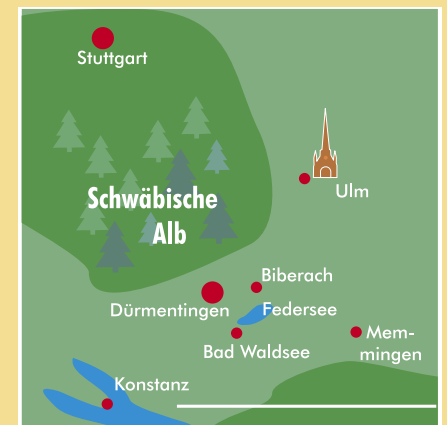 Stuttgart
Ulm
Schwäbische
Alb
Biberach
Dürmentingen
Federsee
Mem-
mingen
Bad Waldsee
Konstanz